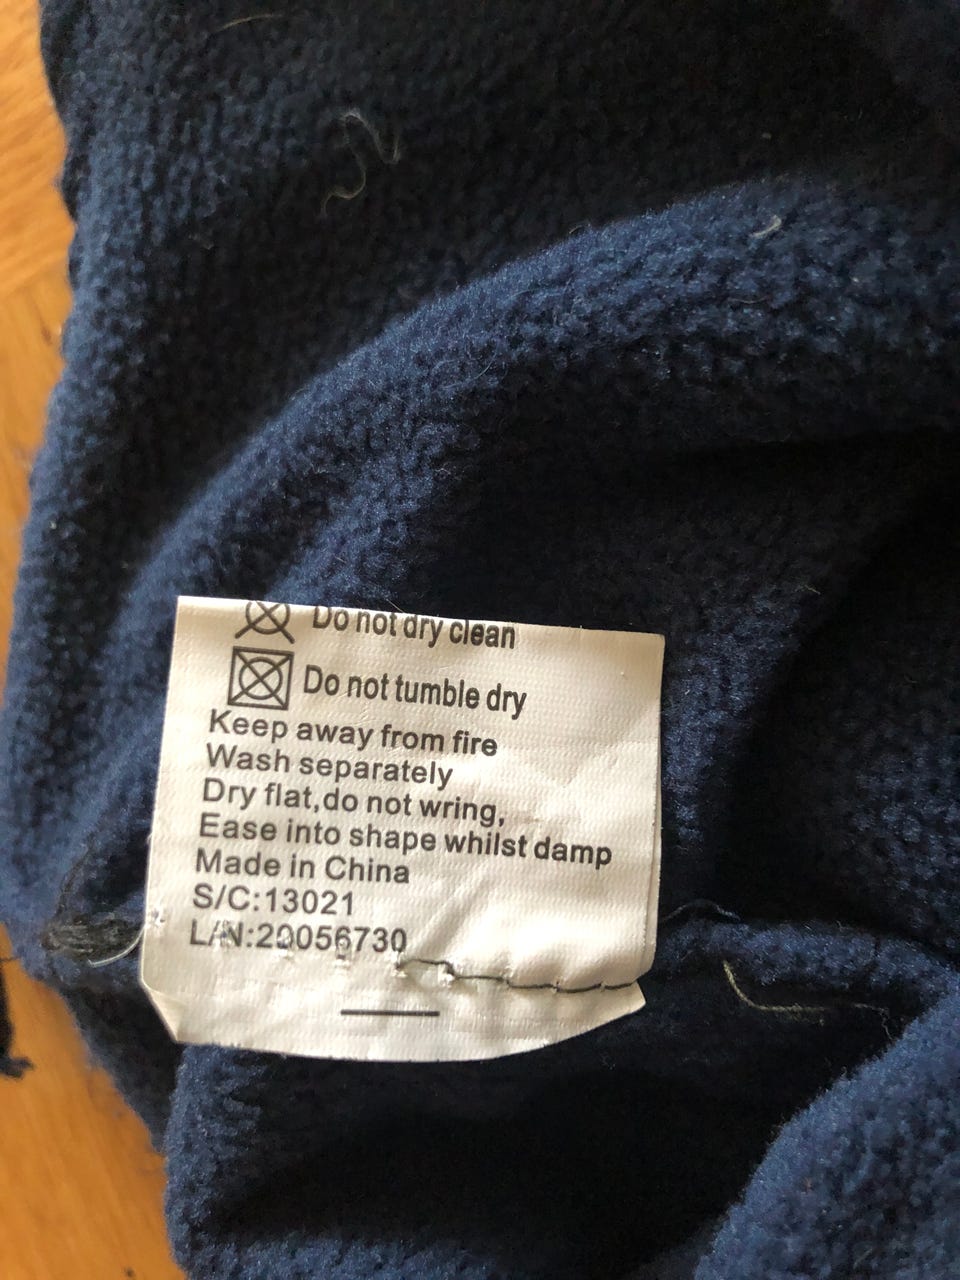 Do not dry clean
Do not tumble dry
Keep away from fire
Wash separately
Dry flat,do not wring,
Ease into shape whilst damp
Made in China
S/C:13021
LAN:20056730